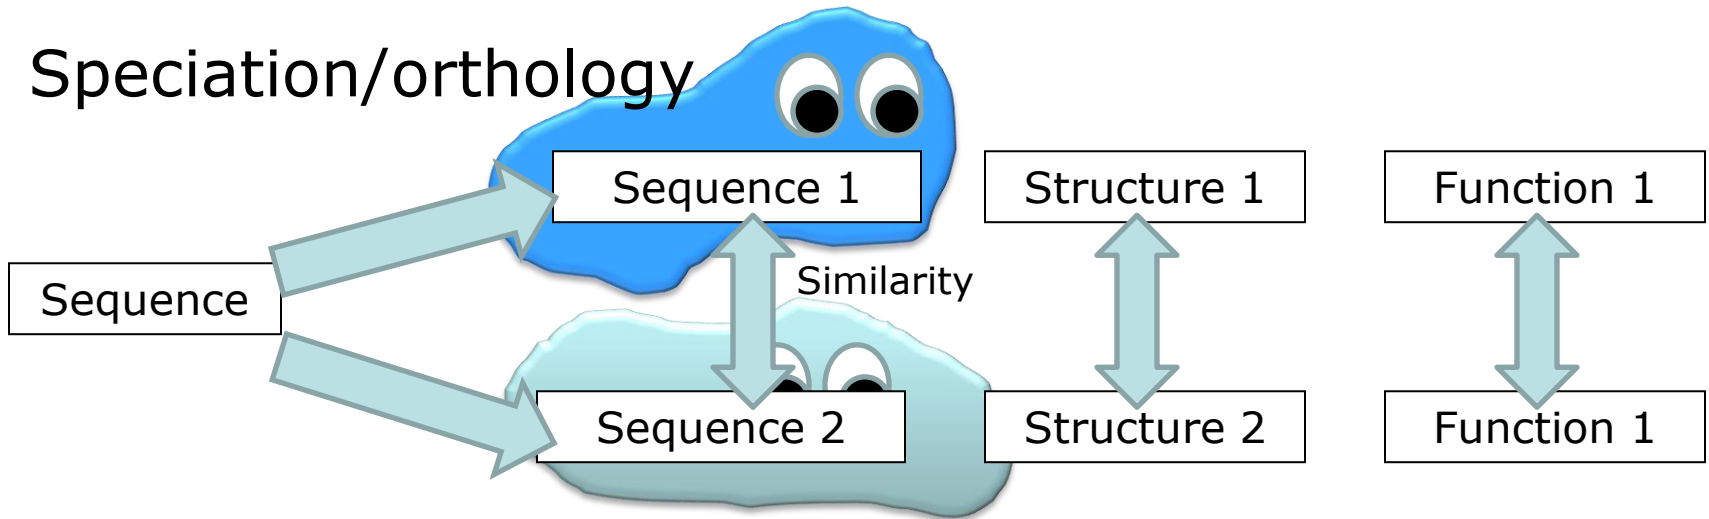 Speciation/orthology
Sequence 1
Structure 1
Function 1
Similarity
Sequence
Sequence 2
Structure 2
Function 1